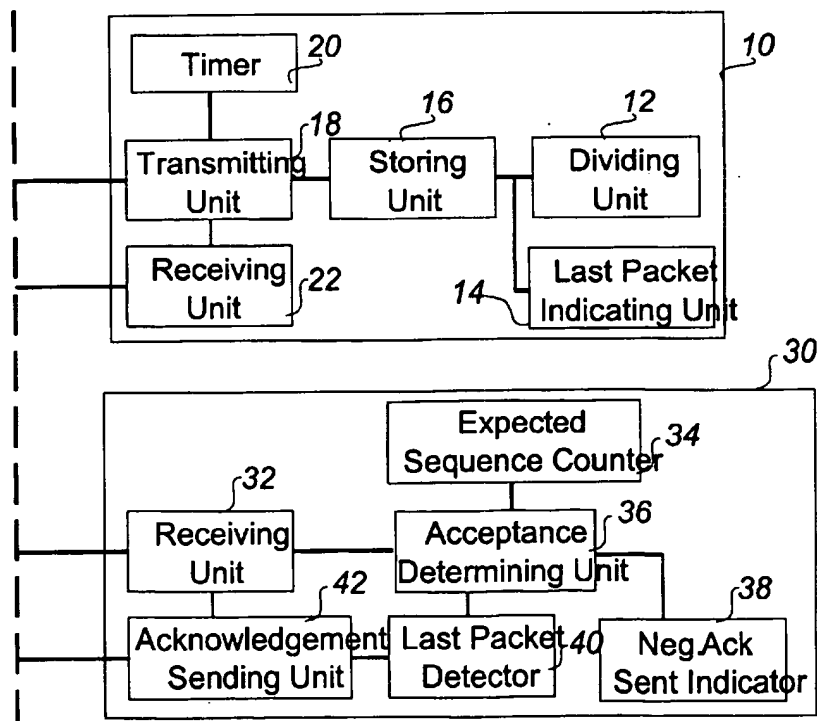 10
20
Timer
18
Transmitting
Unit
16
Storing
Unit
12
Dividing
Unit
Receiving
Unit
22
14
Last Packet
Indicating Unit
30
Expected
Sequence Counter
34
32
Receiving
Unit
36
Acceptance
Determining Unit
42
Acknowledgement
Sending Unit
Last Packet
Detector
40
38
Neg.Ack
Sent Indicator